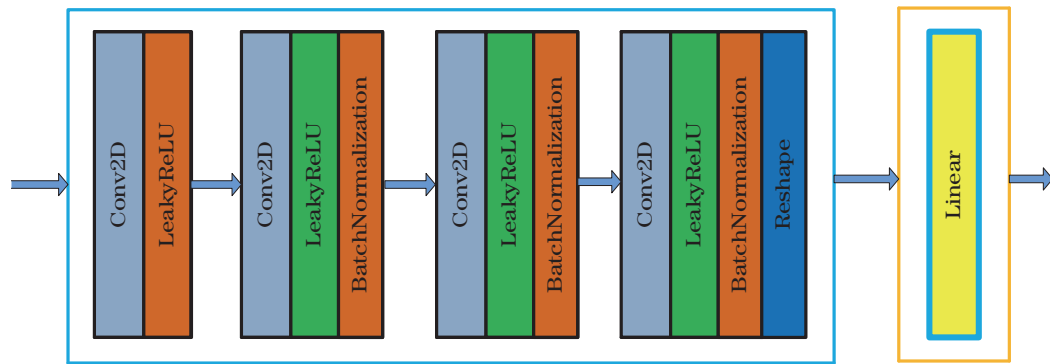 Conv2D
LeakyReLU
Conv2D
LeakyReLU
BatchNormalization
Conv2D
LeakyReLU
BatchNormalization
Conv2D
LeakyReLU
BatchNormalization
Reshape
Linear